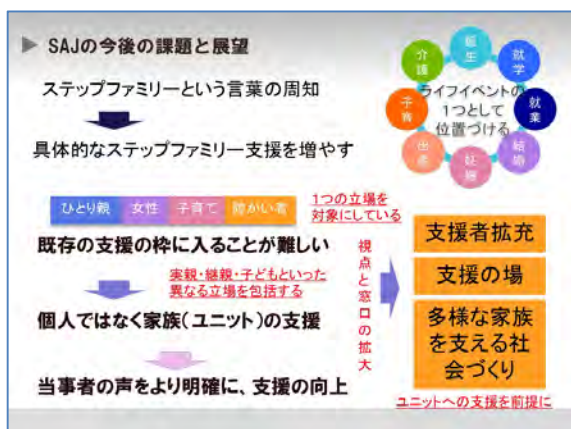 SAJの今後の課題と展望
ステップファミリーという言葉の周知
具体的なステップファミリー支援を増やす
誕生
就学
就業
結婚
妊娠
出産
子育
介護
ライフイベントの
1つとして
位置づける
ひとり親 女性 子育て 障がい者
1つの立場を
対象にしている
既存の支援の枠に入ることが難しい
実親・継親・子どもといった
異なる立場を包括する
個人ではなく家族(ユニット)の支援
当事者の声をより明確に、支援の向上
視点と窓口の拡大
支援者拡充
支援の場
多様な家族
を支える社
会づくり
ユニットへの支援を前提に